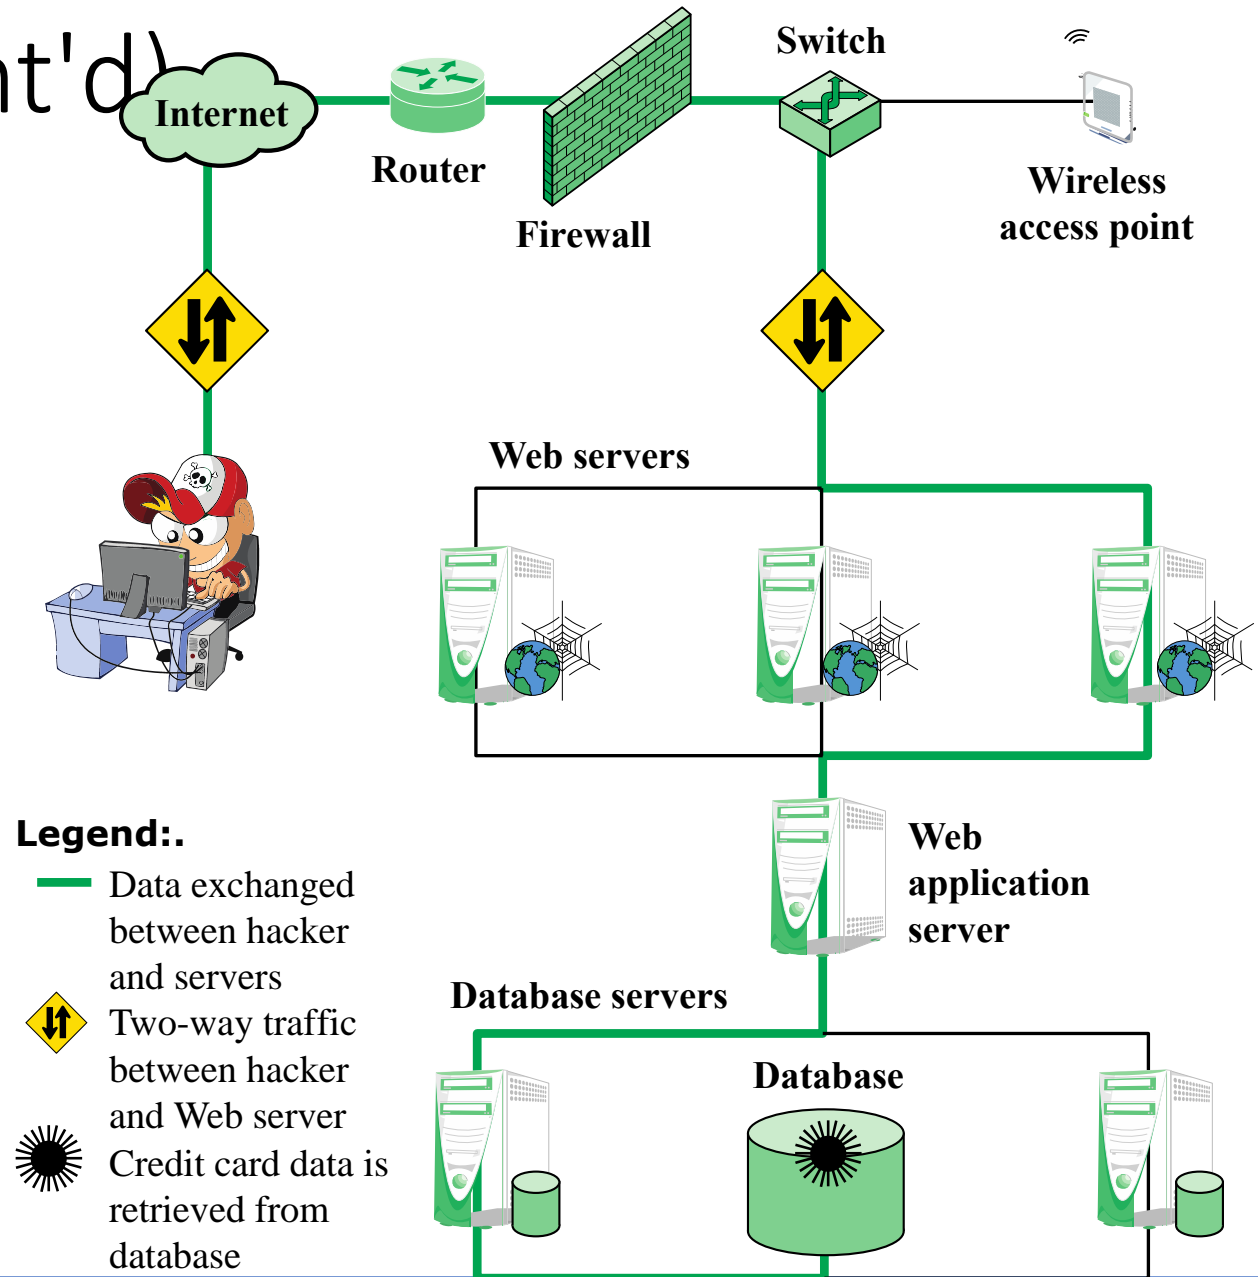 nt'd)
Internet
Router
Firewall
Switch
Wireless
access point
Web servers
Web
application
server
Database servers
Database
Legend:.
Data exchanged
between hacker
and servers
Two-way traffic
between hacker
and Web server
Credit card data is
retrieved from
database